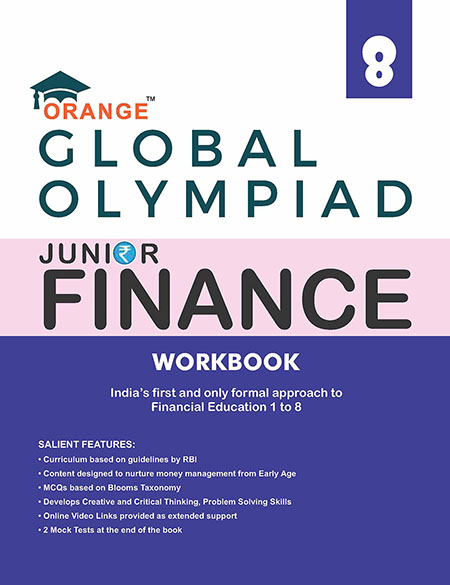 8
ORANGE™
GLOBAL
OLYMPIAD
JUNI₹R
FINANCE
WORKBOOK
India's first and only formal approach to
Financial Education 1 to 8
SALIENT FEATURES:
• Curriculum based on guidelines by RBI
• Content designed to nurture money management from Early Age
• MCQs based on Blooms Taxonomy
• Develops Creative and Critical Thinking, Problem Solving Skills
• Online Video Links provided as extended support
• 2 Mock Tests at the end of the book